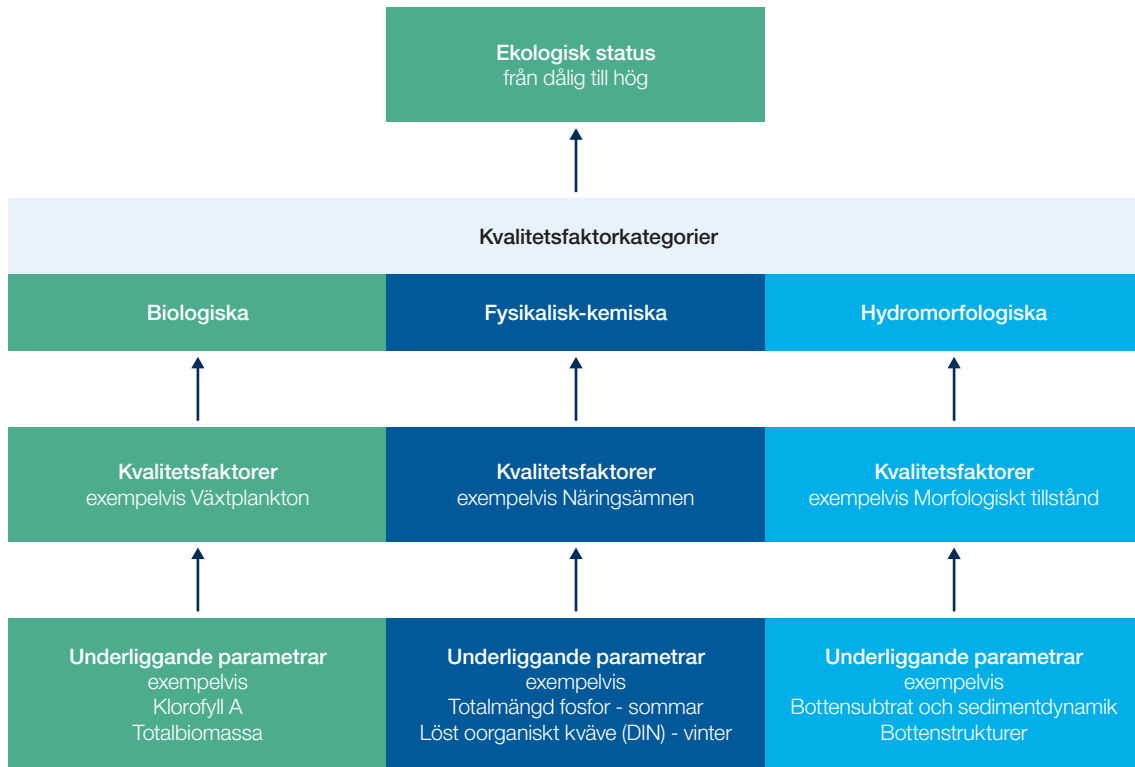 Ekologisk status
från dålig till hög
Kvalitetsfaktorkategorier
Biologiska
Fysikalisk-kemiska
Hydromorfologiska
Kvalitetsfaktorer
exempelvis Växtplankton
Kvalitetsfaktorer
exempelvis Näringsämnen
Kvalitetsfaktorer
exempelvis Morfologiskt tillstånd
Underliggande parametrar
exempelvis
Klorofyll A
Totalbiomassa
Underliggande parametrar
exempelvis
Totalmängd fosfor - sommar
Löst oorganiskt kväve (DIN) - vinter
Underliggande parametrar
exempelvis
Bottensubtrat och sedimentdynamik
Bottenstrukturer